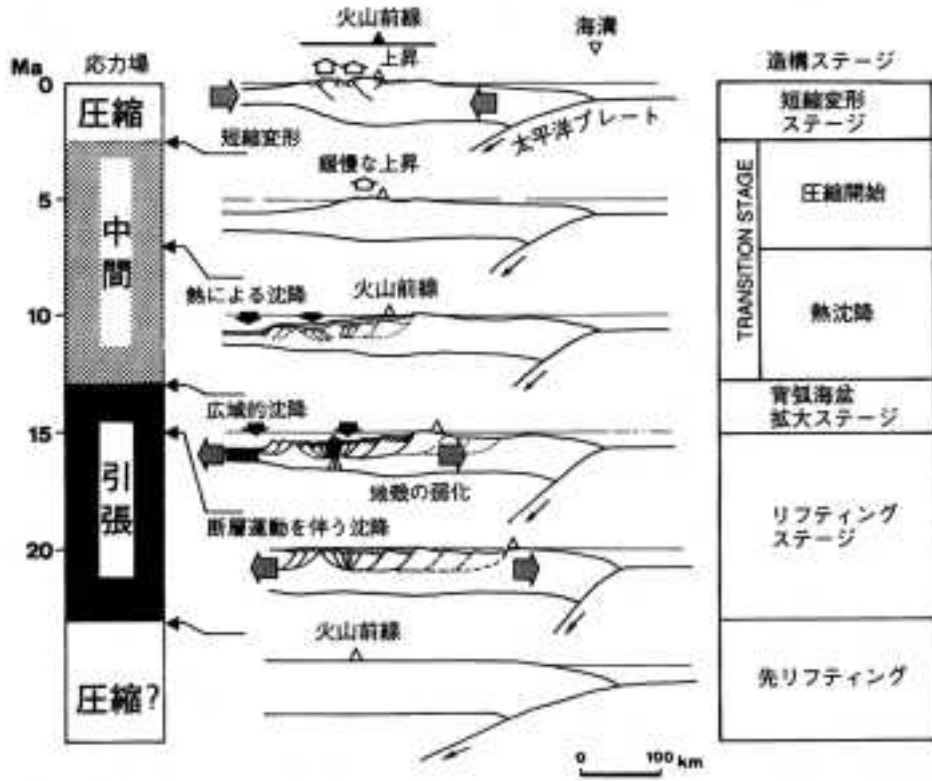 火山前線
海溝
Ma
応力場
上昇
造構ステージ
0
圧縮
短縮変形
ステージ
太平洋プレート
短縮変形
緩慢な上昇
5
圧縮開始
中間
TRANSITION STAGE
熱による沈降
火山前線
10
熱沈降
広域的沈降
背弧海盆
拡大ステージ
15
引張
地殻の弱化
断層運動を伴う沈降
リフティング
ステージ
20
火山前線
圧縮?
先リフティング
0 100 km